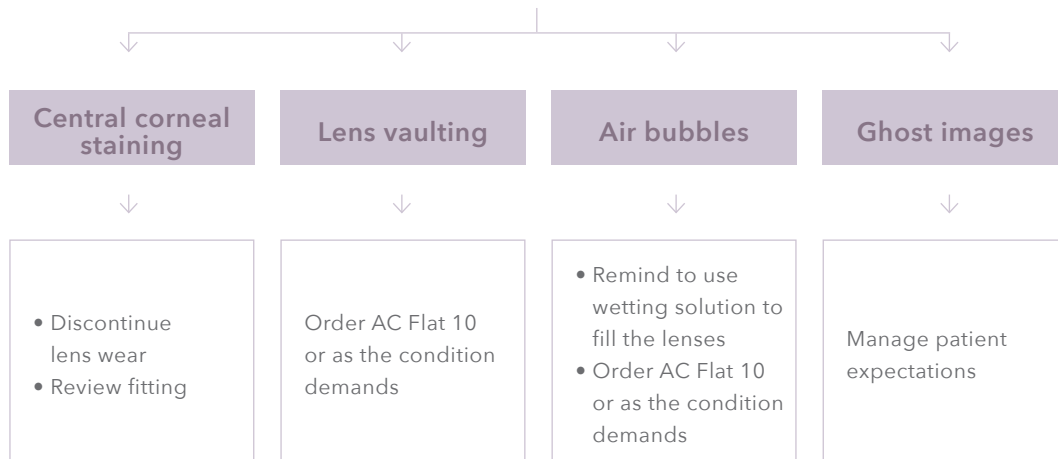 Central corneal
staining
Lens vaulting
Air bubbles
Ghost images
• Discontinue
lens wear
• Review fitting
Order AC Flat 10
or as the condition
demands
• Remind to use
wetting solution to
fill the lenses
• Order AC Flat 10
or as the condition
demands
Manage patient
expectations